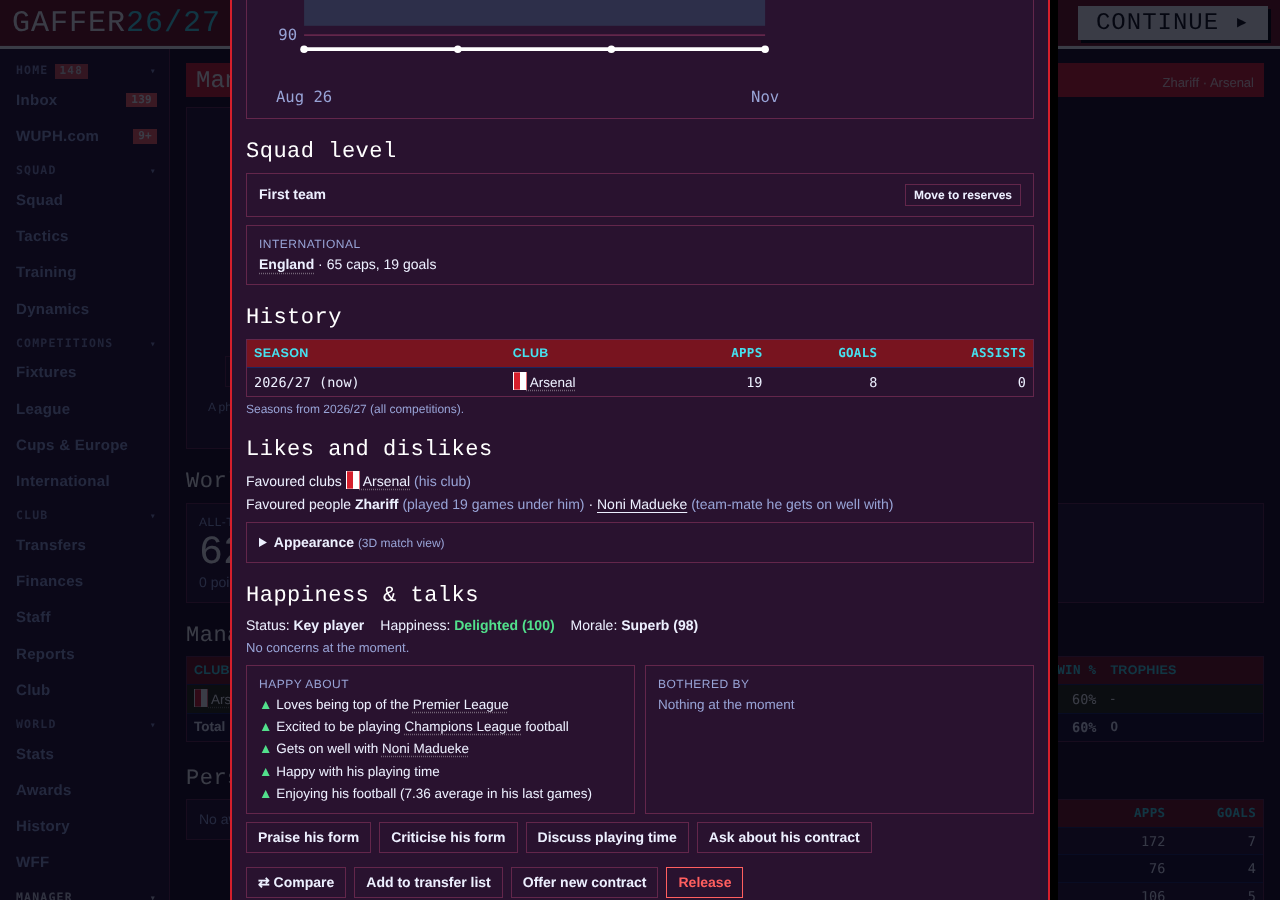 GAFFER26/27
CONTINUE ▶
HOME 148
Inbox 139
WUPH.com 9+
SQUAD
Squad
Tactics
Training
Dynamics
COMPETITIONS
Fixtures
League
Cups & Europe
International
CLUB
Transfers
Finances
Staff
Reports
Club
WORLD
Stats
Awards
History
WFF
MANAGER
Zhariff · Arsenal
90
Aug 26 Nov
Squad level
First team Move to reserves
INTERNATIONAL
England · 65 caps, 19 goals
History
SEASON CLUB APPS GOALS ASSISTS
2026/27 (now) Arsenal 19 8 0
Seasons from 2026/27 (all competitions).
Likes and dislikes
Favoured clubs Arsenal (his club)
Favoured people Zhariff (played 19 games under him) · Noni Madueke (team-mate he gets on well with)
▶ Appearance (3D match view)
Happiness & talks
Status: Key player Happiness: Delighted (100) Morale: Superb (98)
No concerns at the moment.
HAPPY ABOUT
▲ Loves being top of the Premier League
▲ Excited to be playing Champions League football
▲ Gets on well with Noni Madueke
▲ Happy with his playing time
▲ Enjoying his football (7.36 average in his last games)
BOTHERED BY
Nothing at the moment
Praise his form Criticise his form Discuss playing time Ask about his contract
⇄ Compare Add to transfer list Offer new contract Release
CLUB
Total
WIN % TROPHIES
60% -
60% 0
APPS GOALS
172 7
76 4
106 5